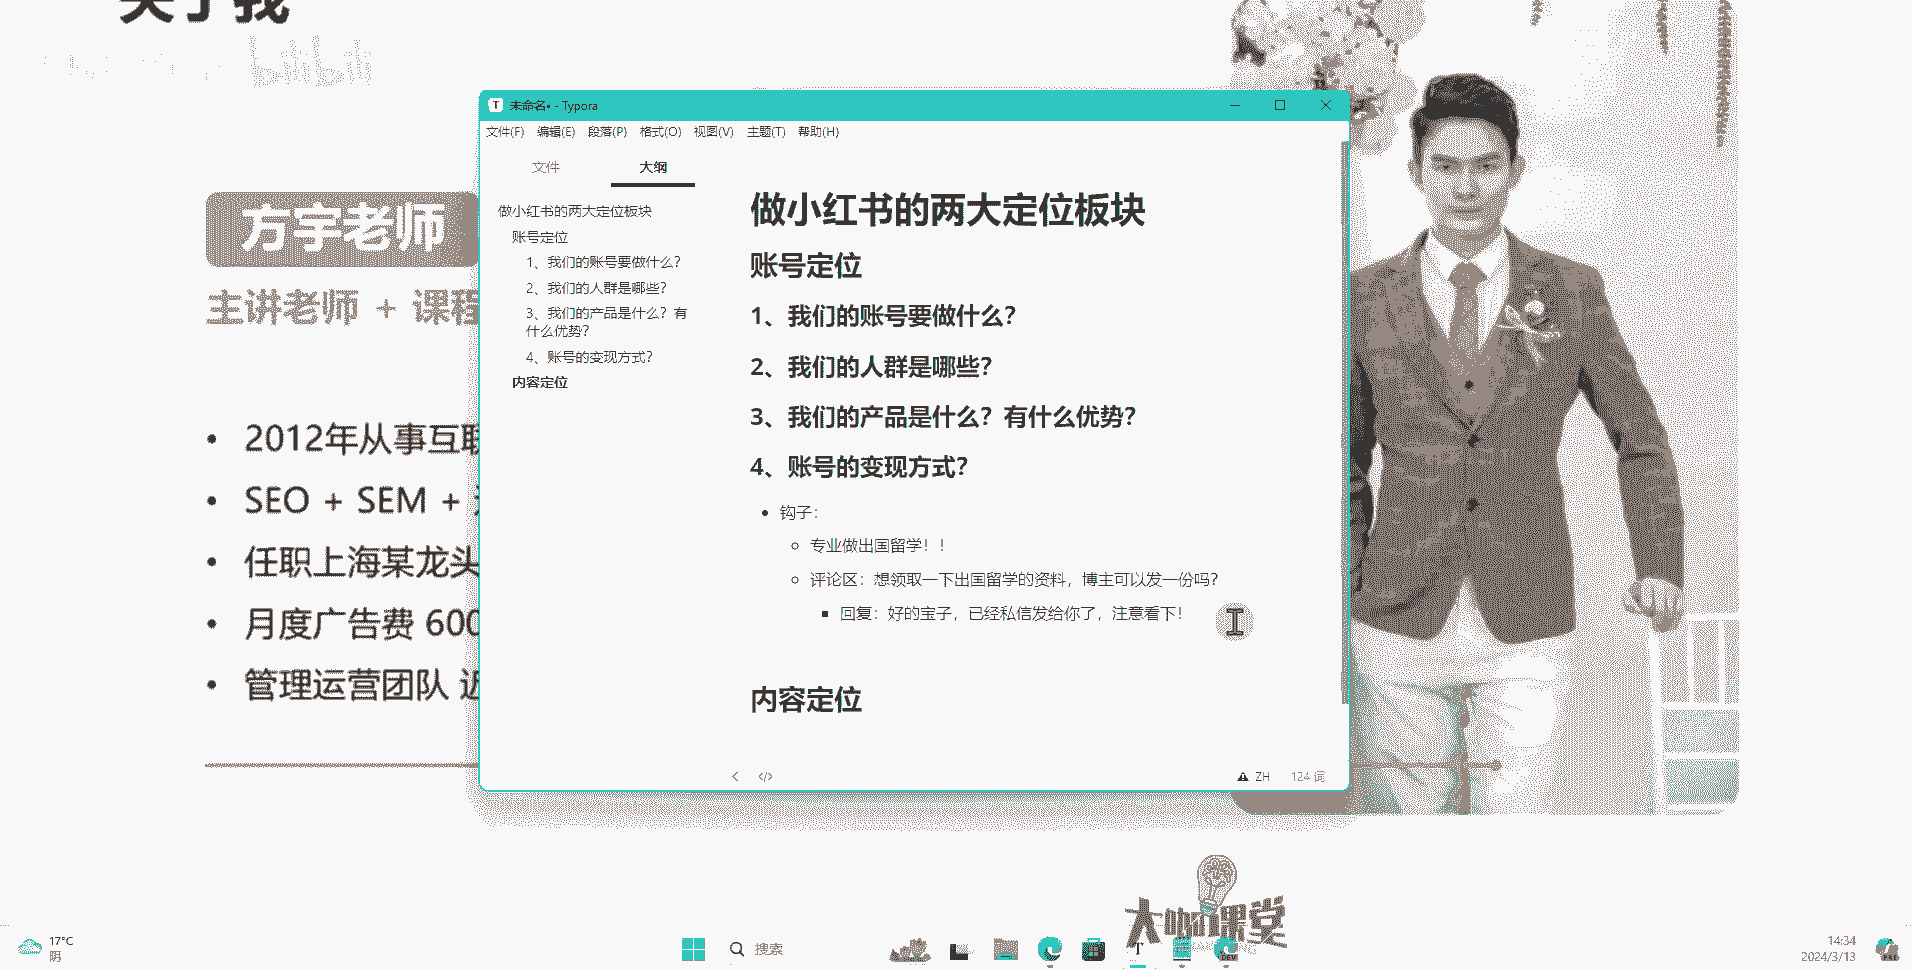 关于我
bilibili
未命名• - Typora
文件(F) 编辑(E) 段落(P) 格式(O) 视图(V) 主题(T) 帮助(H)
文件 大纲
做小红书的两大定位板块
账号定位
1、我们的账号要做什么？
2、我们的人群是哪些？
3、我们的产品是什么？有
什么优势？
4、账号的变现方式？
内容定位
做小红书的两大定位板块
账号定位
1、我们的账号要做什么？
2、我们的人群是哪些？
3、我们的产品是什么？有什么优势？
4、账号的变现方式？
• 钩子：
专业做出国留学！！
评论区：想领取一下出国留学的资料，博主可以发一份吗？
回复：好的宝子，已经私信发给你了，注意看下！
内容定位
</> ZH 124 词
方宇老师
主讲老师 + 课程
• 2012年从事互联
• SEO + SEM +
• 任职上海某龙头
• 月度广告费 600
• 管理运营团队 近
大咖课堂
17°C
阴
搜索
DEV
14:34
2024/3/13
PRE